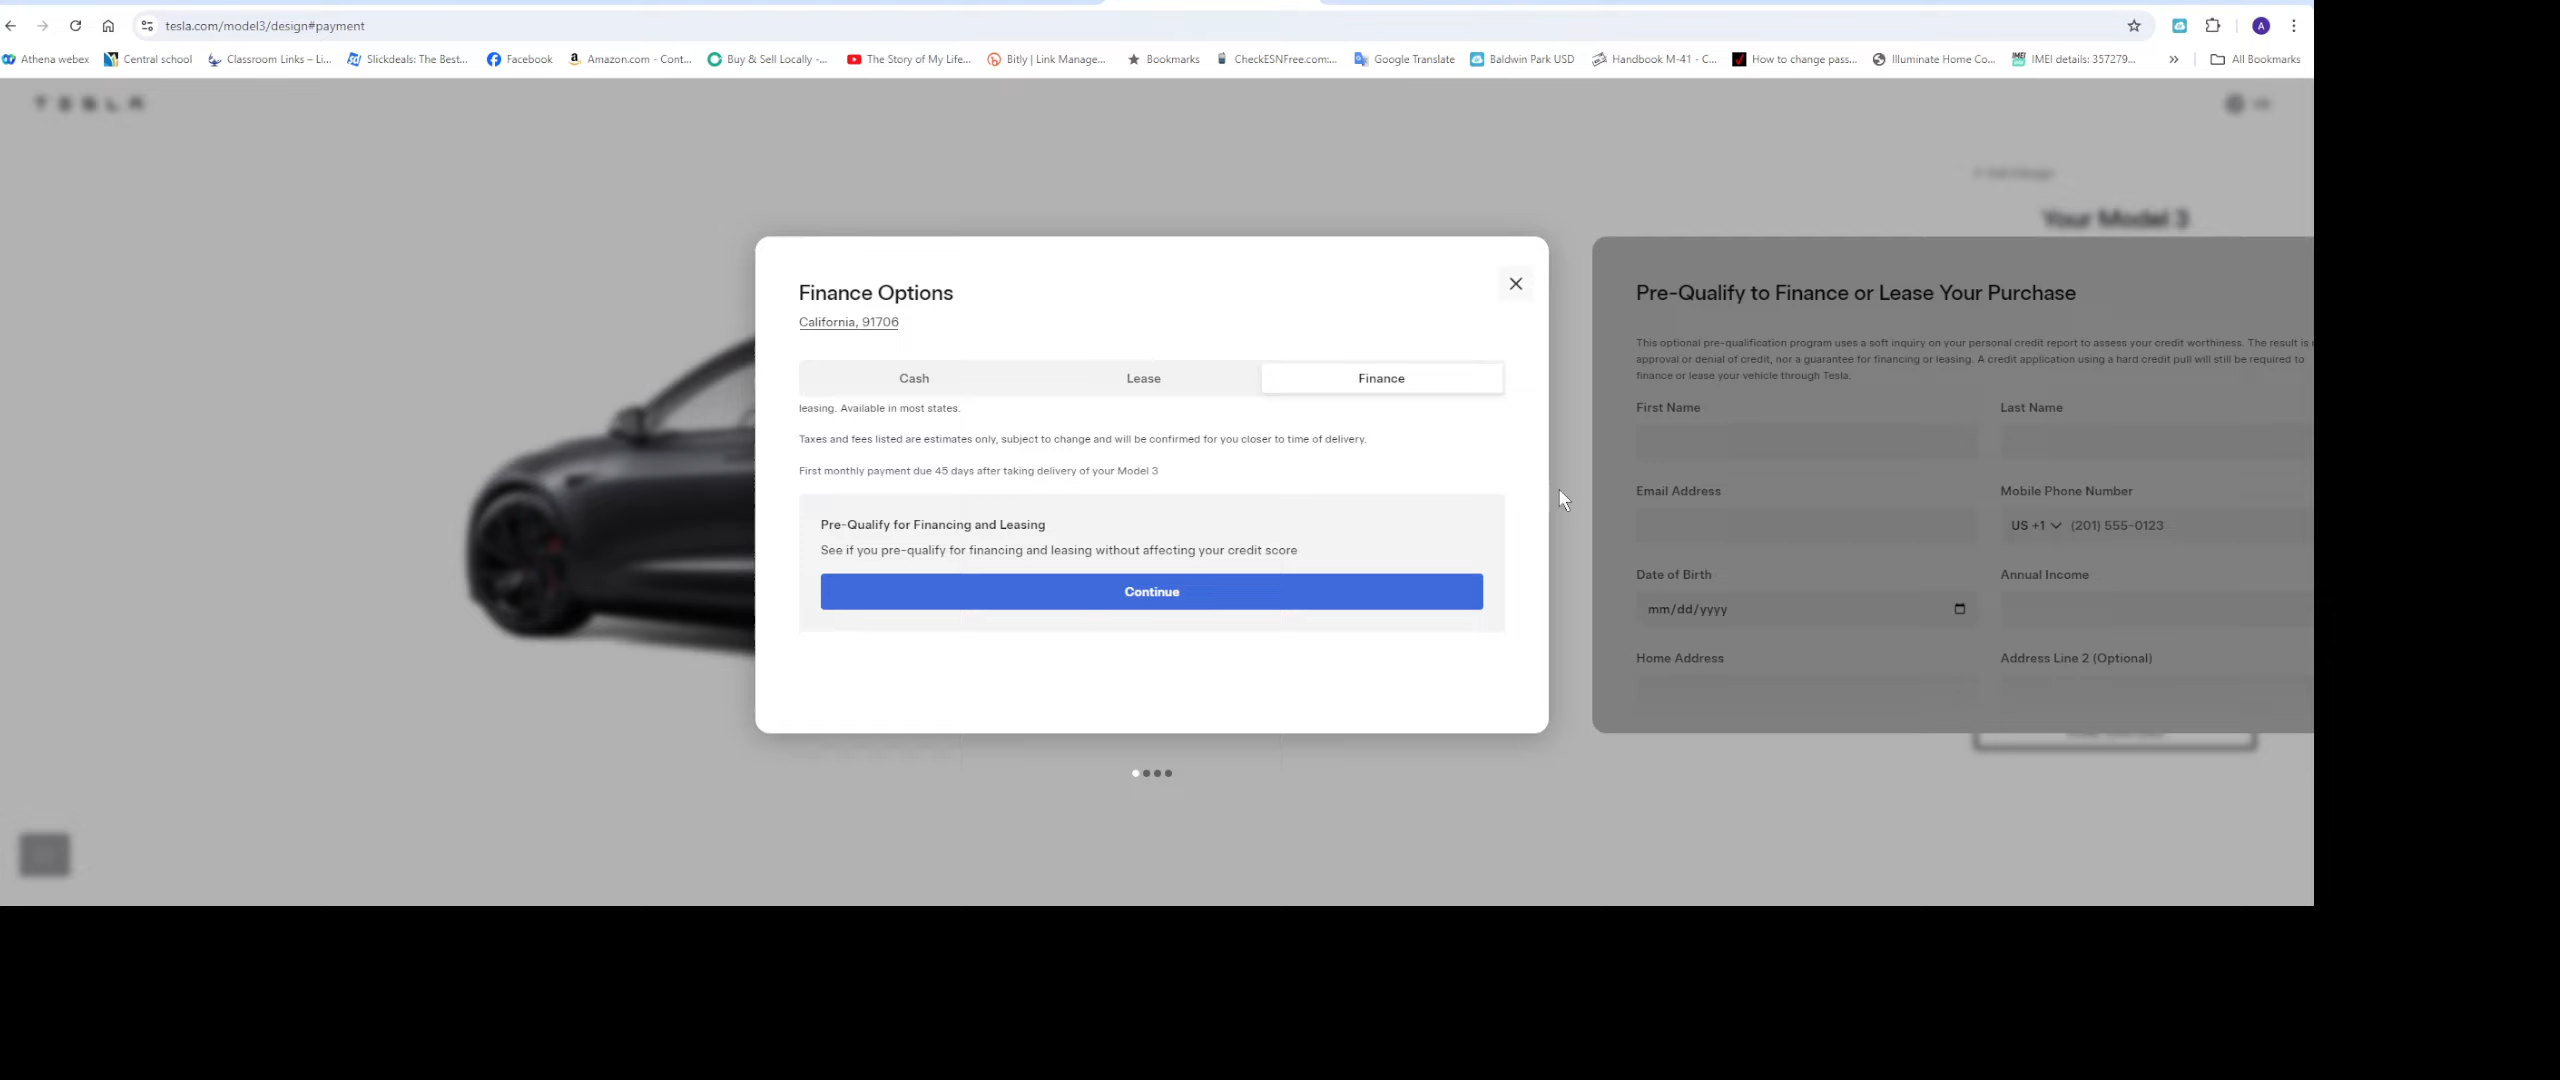 tesla.com/model3/design#payment
Athena webex
Central school
Classroom Links – Li...
Slickdeals: The Best...
Facebook
Amazon.com - Cont...
Buy & Sell Locally -...
The Story of My Life...
Bitly | Link Manage...
Bookmarks
CheckESNFree.com:...
Google Translate
Baldwin Park USD
Handbook M-41 - C...
How to change pass...
Illuminate Home Co...
IMEI details: 357279...
»
All Bookmarks
TESLA
Your Model 3
Finance Options
California, 91706
Cash
Lease
Finance
leasing. Available in most states.
Taxes and fees listed are estimates only, subject to change and will be confirmed for you closer to time of delivery.
First monthly payment due 45 days after taking delivery of your Model 3
Pre-Qualify for Financing and Leasing
See if you pre-qualify for financing and leasing without affecting your credit score
Continue
Pre-Qualify to Finance or Lease Your Purchase
This optional pre-qualification program uses a soft inquiry on your personal credit report to assess your credit worthiness. The result is
approval or denial of credit, nor a guarantee for financing or leasing. A credit application using a hard credit pull will still be required to
finance or lease your vehicle through Tesla.
First Name
Last Name
Email Address
Mobile Phone Number
US +1 (201) 555-0123
Date of Birth
Annual Income
mm/dd/yyyy
Home Address
Address Line 2 (Optional)